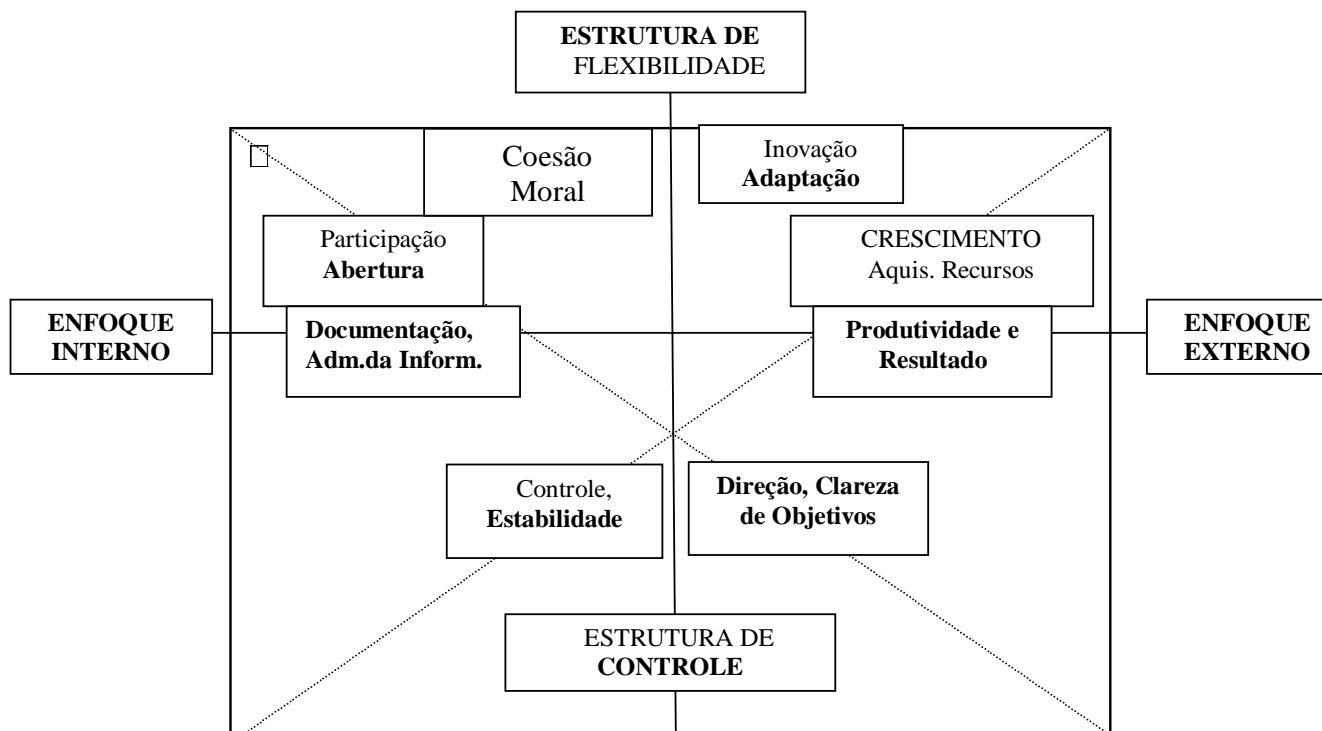 ESTRUTURA DE
FLEXIBILIDADE
Coesão
Moral
Inovação
Adaptação
Participação
Abertura
CRESCIMENTO
Aquis. Recursos
ENFOQUE
INTERNO
Documentação,
Adm.da Inform.
Produtividade e
Resultado
ENFOQUE
EXTERNO
Controle,
Estabilidade
Direção, Clareza
de Objetivos
ESTRUTURA DE
CONTROLE